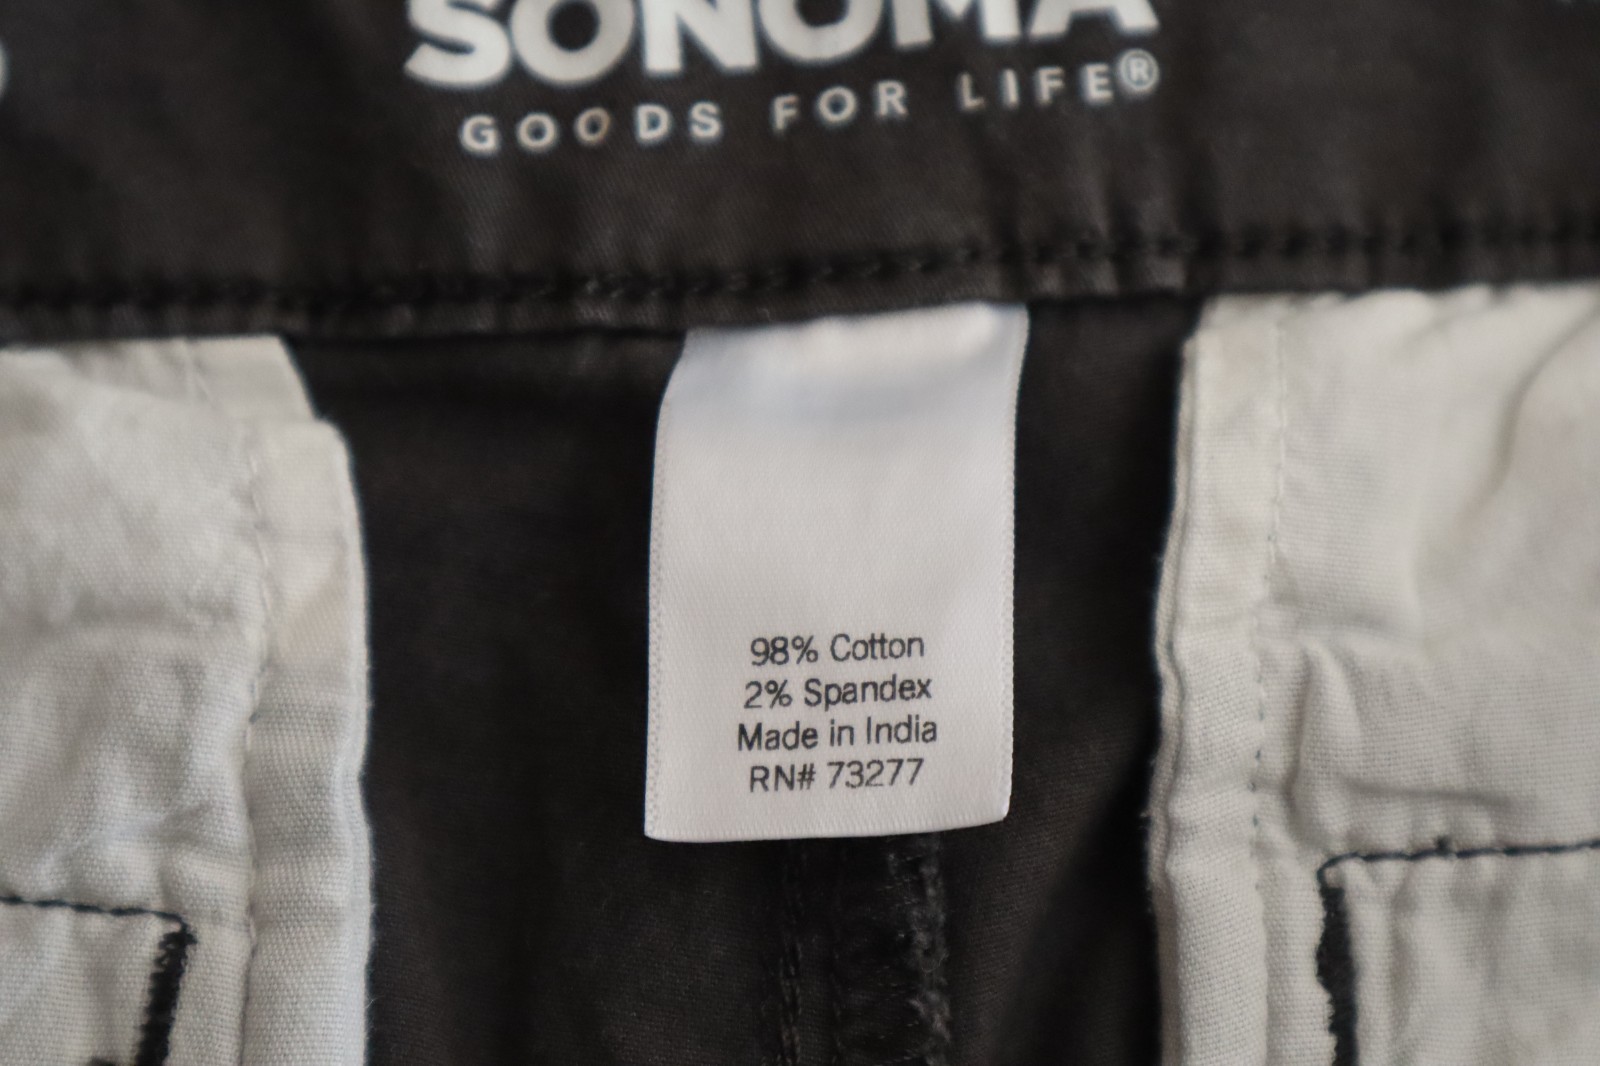 SONOMA
GOODS FOR LIFE®
98% Cotton
2% Spandex
Made in India
RN# 73277